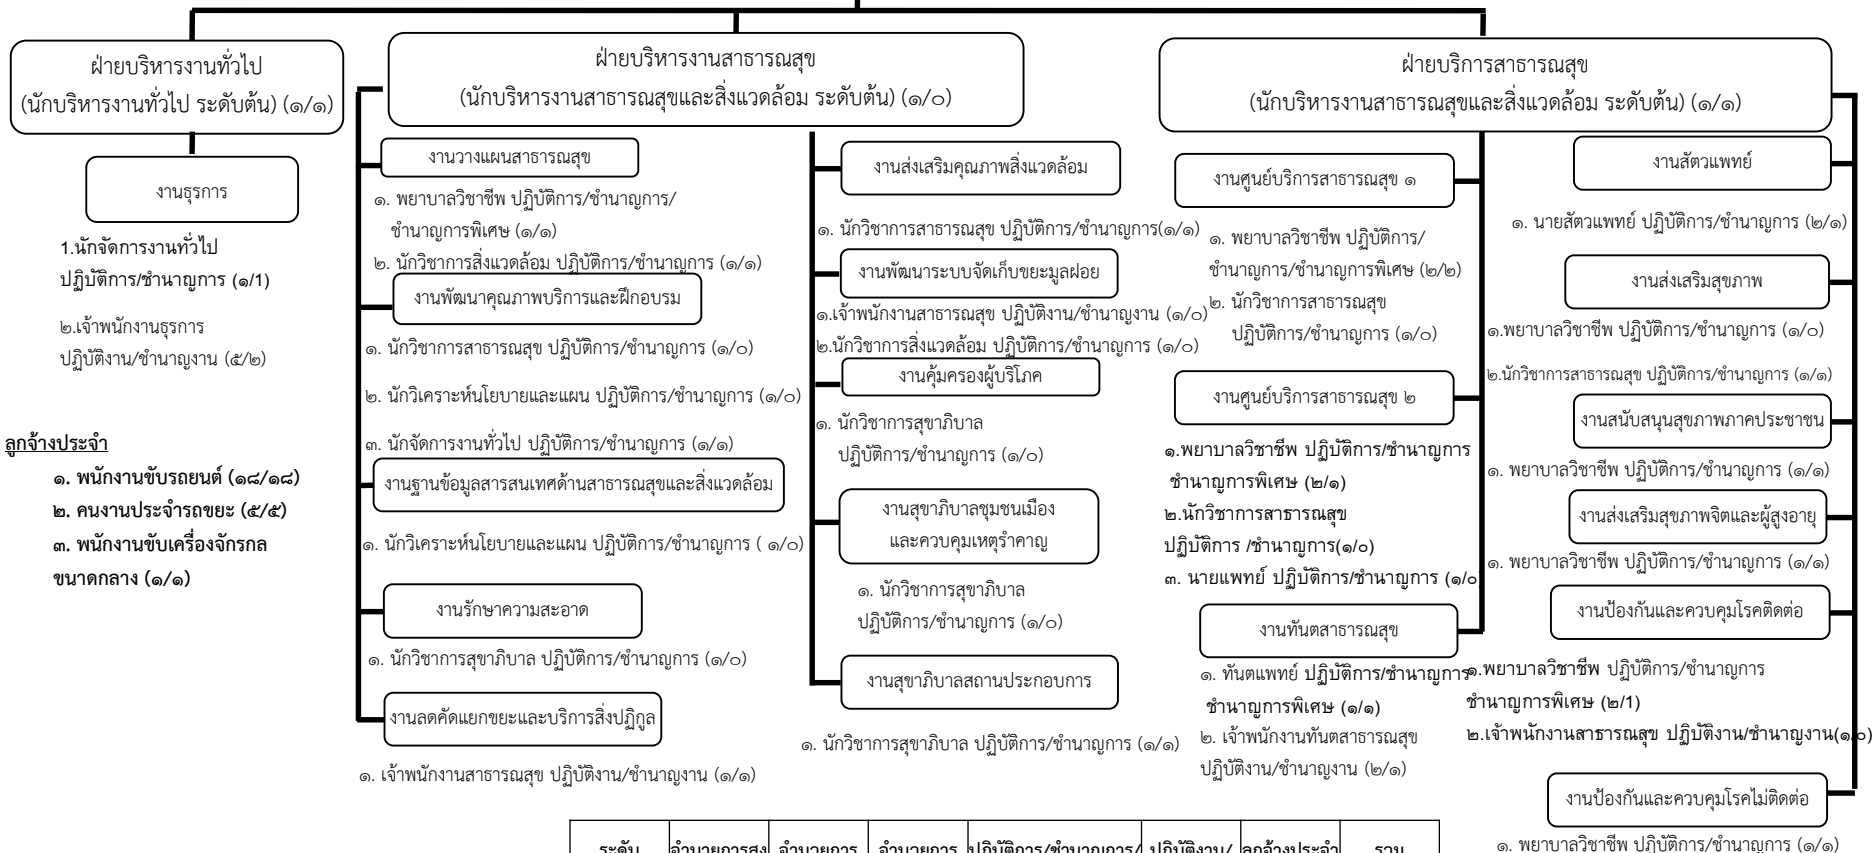 ฝ่ายบริหารงานทั่วไป
(นักบริหารงานทั่วไป ระดับต้น) (๑/๑)
งานธุรการ
1.นักจัดการงานทั่วไป
ปฏิบัติการ/ชำนาญการ (๑/1)
๒.เจ้าพนักงานธุรการ
ปฏิบัติงาน/ชำนาญงาน (๕/๒)
ลูกจ้างประจำ
๑. พนักงานขับรถยนต์ (๑๘/๑๘)
๒. คนงานประจำรถขยะ (๕/๕)
๓. พนักงานขับเครื่องจักรกล
ขนาดกลาง (๑/๑)
ฝ่ายบริหารงานสาธารณสุข
(นักบริหารงานสาธารณสุขและสิ่งแวดล้อม ระดับต้น) (๑/๐)
งานวางแผนสาธารณสุข
๑. พยาบาลวิชาชีพ ปฏิบัติการ/ชำนาญการ/
ชำนาญการพิเศษ (๑/๑)
๒. นักวิชาการสิ่งแวดล้อม ปฏิบัติการ/ชำนาญการ (๑/๑)
งานพัฒนาคุณภาพบริการและฝึกอบรม
๑. นักวิชาการสาธารณสุข ปฏิบัติการ/ชำนาญการ (๑/๐)
๒. นักวิเคราะห์นโยบายและแผน ปฏิบัติการ/ชำนาญการ (๑/๐)
๓. นักจัดการงานทั่วไป ปฏิบัติการ/ชำนาญการ (๑/๑)
งานฐานข้อมูลสารสนเทศด้านสาธารณสุขและสิ่งแวดล้อม
๑. นักวิเคราะห์นโยบายและแผน ปฏิบัติการ/ชำนาญการ ( ๑/๐)
งานรักษาความสะอาด
๑. นักวิชาการสุขาภิบาล ปฏิบัติการ/ชำนาญการ (๑/๐)
งานลดคัดแยกขยะและบริการสิ่งปฏิกูล
๑. เจ้าพนักงานสาธารณสุข ปฏิบัติงาน/ชำนาญงาน (๑/๑)
งานส่งเสริมคุณภาพสิ่งแวดล้อม
๑. นักวิชาการสาธารณสุข ปฏิบัติการ/ชำนาญการ(๑/๑)
งานพัฒนาระบบจัดเก็บขยะมูลฝอย
๑.เจ้าพนักงานสาธารณสุข ปฏิบัติงาน/ชำนาญงาน (๑/๐)
๒.นักวิชาการสิ่งแวดล้อม ปฏิบัติการ/ชำนาญการ (๑/๐)
งานคุ้มครองผู้บริโภค
๑. นักวิชาการสุขาภิบาล
ปฏิบัติการ/ชำนาญการ (๑/๐)
งานสุขาภิบาลชุมชนเมือง
และควบคุมเหตุรำคาญ
๑. นักวิชาการสุขาภิบาล
ปฏิบัติการ/ชำนาญการ (๑/๐)
งานสุขาภิบาลสถานประกอบการ
๑. นักวิชาการสุขาภิบาล ปฏิบัติการ/ชำนาญการ (๑/๑)
ฝ่ายบริการสาธารณสุข
(นักบริหารงานสาธารณสุขและสิ่งแวดล้อม ระดับต้น) (๑/๑)
งานศูนย์บริการสาธารณสุข ๑
๑. พยาบาลวิชาชีพ ปฏิบัติการ/
ชำนาญการ/ชำนาญการพิเศษ (๒/๒)
๒. นักวิชาการสาธารณสุข
ปฏิบัติการ/ชำนาญการ (๑/๐)
งานศูนย์บริการสาธารณสุข ๒
๑.พยาบาลวิชาชีพ ปฏิบัติการ/ชำนาญการ
ชำนาญการพิเศษ (๒/๑)
๒.นักวิชาการสาธารณสุข
ปฏิบัติการ /ชำนาญการ(๑/๐)
๓. นายแพทย์ ปฏิบัติการ/ชำนาญการ (๑/๐
งานทันตสาธารณสุข
๑. ทันตแพทย์ ปฏิบัติการ/ชำนาญการ
ชำนาญการพิเศษ (๑/๑)
๒. เจ้าพนักงานทันตสาธารณสุข
ปฏิบัติงาน/ชำนาญงาน (๒/๑)
งานสัตวแพทย์
๑. นายสัตวแพทย์ ปฏิบัติการ/ชำนาญการ (๒/๑)
งานส่งเสริมสุขภาพ
๑.พยาบาลวิชาชีพ ปฏิบัติการ/ชำนาญการ (๑/๐)
๒.นักวิชาการสาธารณสุข ปฏิบัติการ/ชำนาญการ (๑/๑)
งานสนับสนุนสุขภาพภาคประชาชน
๑. พยาบาลวิชาชีพ ปฏิบัติการ/ชำนาญการ (๑/๑)
งานส่งเสริมสุขภาพจิตและผู้สูงอายุ
๑. พยาบาลวิชาชีพ ปฏิบัติการ/ชำนาญการ (๑/๑)
งานป้องกันและควบคุมโรคติดต่อ
๑.พยาบาลวิชาชีพ ปฏิบัติการ/ชำนาญการ
ชำนาญการพิเศษ (๒/1)
๒.เจ้าพนักงานสาธารณสุข ปฏิบัติงาน/ชำนาญงาน(๑/๐)
งานป้องกันและควบคุมโรคไม่ติดต่อ
๑. พยาบาลวิชาชีพ ปฏิบัติการ/ชำนาญการ (๑/๑)
ระดับ อำนวยการสูง อำนวยการ อำนวยการ ปฏิบัติการ/ชำนาญการ/ ปฏิบัติงาน/ ลูกจ้างประจำ รวม